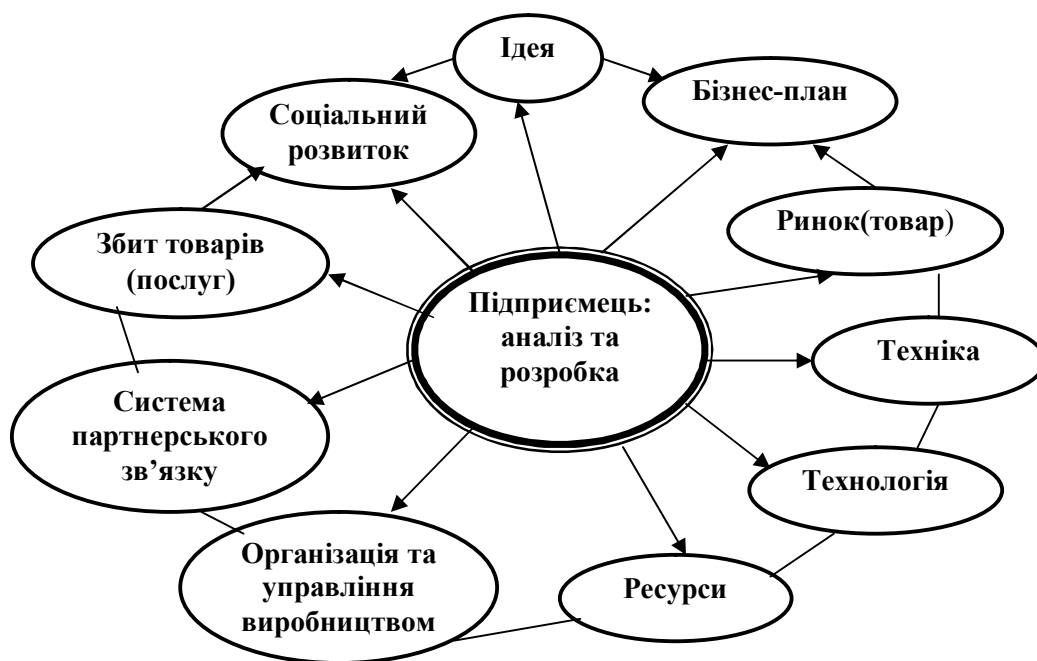 Ідея
Бізнес-план
Соціальний
розвиток
Ринок(товар)
Збит товарів
(послуг)
Підприємець:
аналіз та
розробка
Техніка
Система
партнерського
зв’язку
Технологія
Організація та
управління
виробництвом
Ресурси